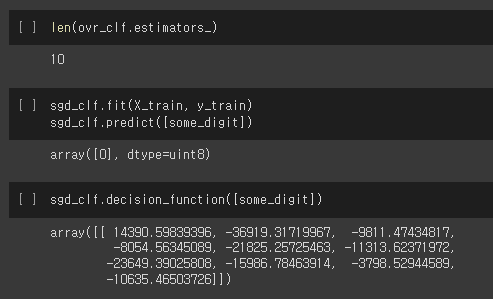 [ ] len(ovr_clf.estimators_)
10
[ ] sgd_clf.fit(X_train, y_train)
sgd_clf.predict([some_digit])
array([0], dtype=uint8)
[ ] sgd_clf.decision_function([some_digit])
array([[ 14390.59839396, -36919.31719967, -9811.47434817,
-8054.56345089, -21825.25725463, -11313.62371972,
-23649.39025808, -15986.78463914, -3798.52944589,
-10635.46503726]])